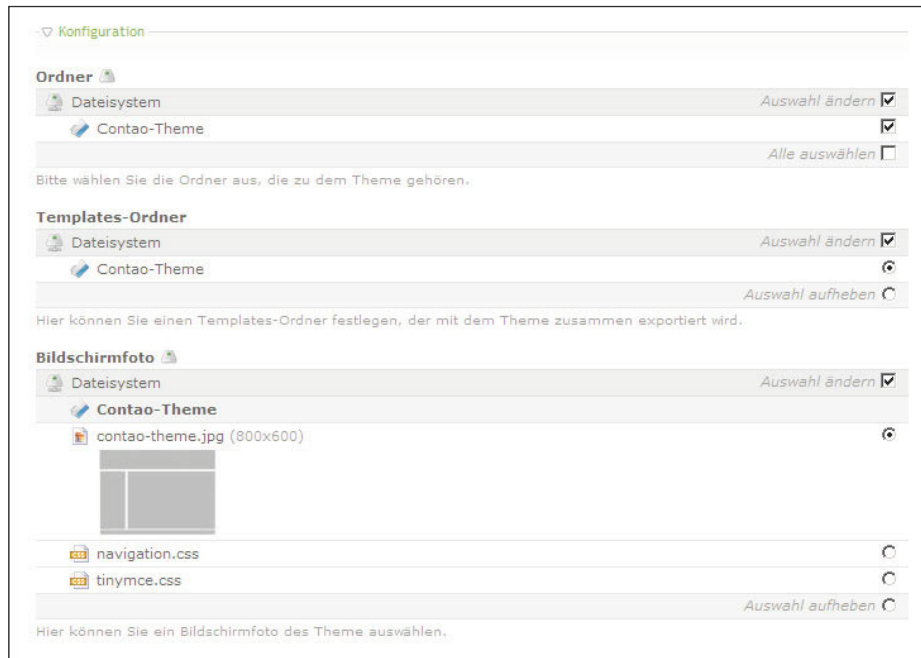 Konfiguration
Ordner
Dateisystem Auswahl ändern
Contao-Theme
Alle auswählen
Bitte wählen Sie die Ordner aus, die zu dem Theme gehören.
Templates-Ordner
Dateisystem Auswahl ändern
Contao-Theme
Auswahl aufheben
Hier können Sie einen Templates-Ordner festlegen, der mit dem Theme zusammen exportiert wird.
Bildschirmfoto
Dateisystem Auswahl ändern
Contao-Theme
contao-theme.jpg (800x600)
css navigation.css
css tinymce.css
Auswahl aufheben
Hier können Sie ein Bildschirmfoto des Theme auswählen.